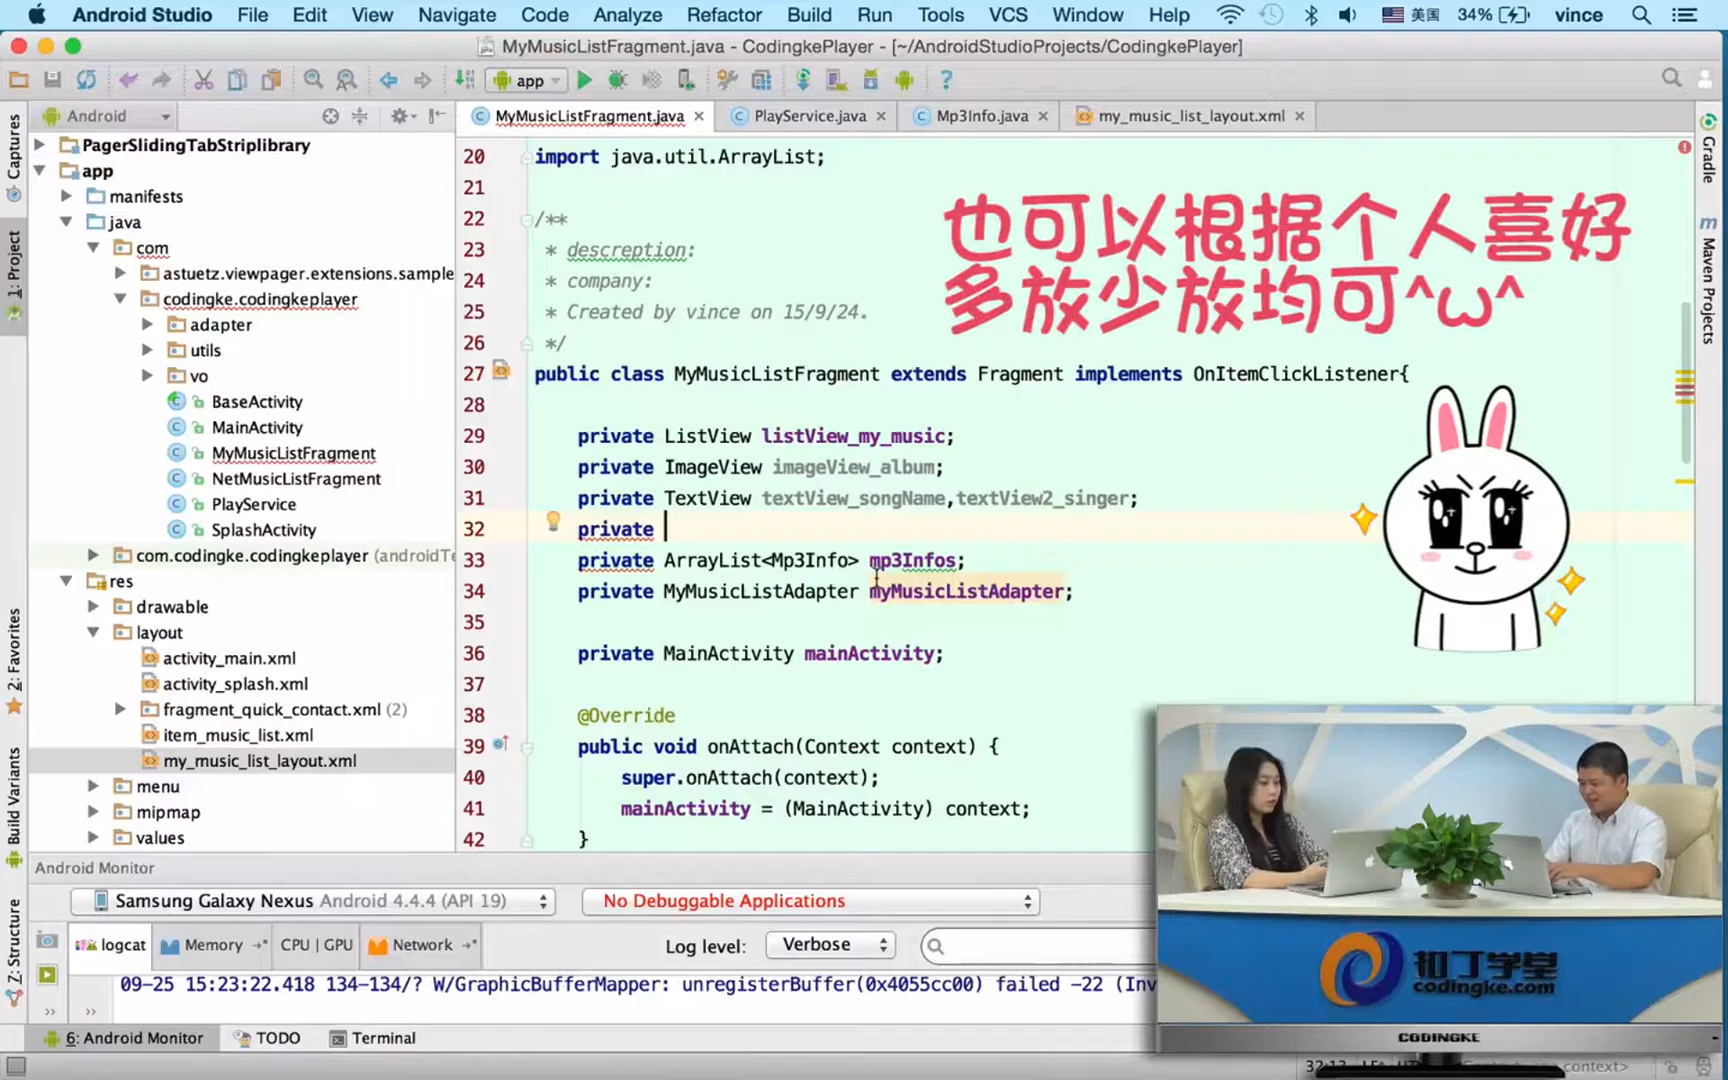 Android Studio File Edit View Navigate Code Analyze Refactor Build Run Tools VCS Window Help 美国 34% vince
MyMusicListFragment.java - CodingkePlayer - [~/AndroidStudioProjects/CodingkePlayer]
app
Android
MyMusicListFragment.java
PlayService.java
Mp3Info.java
my_music_list_layout.xml
Captures
1: Project
2: Favorites
Build Variants
Z: Structure
PagerSlidingTabStriplibrary
app
manifests
java
com
astuetz.viewpager.extensions.sample
codingke.codingkeplayer
adapter
utils
vo
BaseActivity
MainActivity
MyMusicListFragment
NetMusicListFragment
PlayService
SplashActivity
com.codingke.codingkeplayer (androidTe
res
drawable
layout
activity_main.xml
activity_splash.xml
fragment_quick_contact.xml (2)
item_music_list.xml
my_music_list_layout.xml
menu
mipmap
values
20 import java.util.ArrayList;
21
22 /**
23 * descreption:
24 * company:
25 * Created by vince on 15/9/24.
26 */
27 public class MyMusicListFragment extends Fragment implements OnItemClickListener{
28
29 private ListView listView_my_music;
30 private ImageView imageView_album;
31 private TextView textView_songName,textView2_singer;
32 private
33 private ArrayList<Mp3Info> mp3Infos;
34 private MyMusicListAdapter myMusicListAdapter;
35
36 private MainActivity mainActivity;
37
38 @Override
39 public void onAttach(Context context) {
40 super.onAttach(context);
41 mainActivity = (MainActivity) context;
42 }
也可以根据个人喜好
多放少放均可^ω^
Gradle
m Maven Projects
Android Monitor
Samsung Galaxy Nexus Android 4.4.4 (API 19)
No Debuggable Applications
logcat Memory CPU | GPU Network Log level: Verbose
09-25 15:23:22.418 134-134/? W/GraphicBufferMapper: unregisterBuffer(0x4055cc00) failed -22 (Inv
6: Android Monitor TODO Terminal
扣丁学堂
codingke.com
CODINGKE
context>